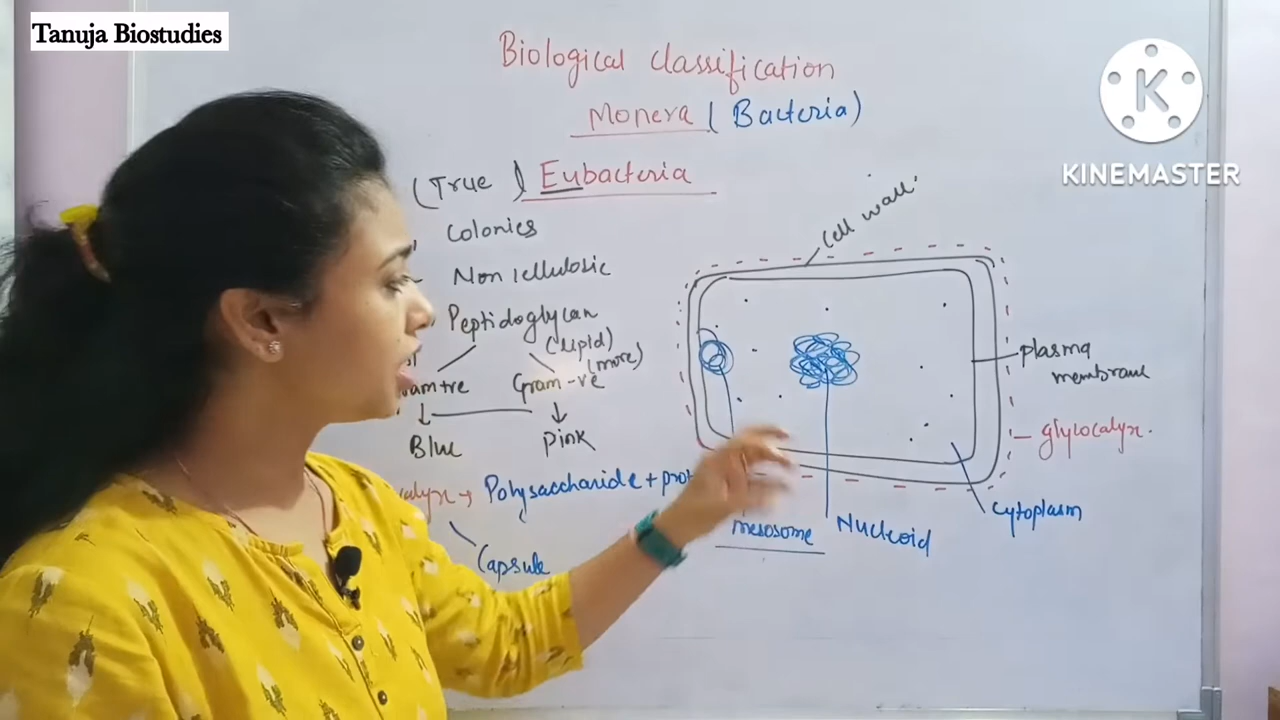 Tanuja Biostudies
KINEMASTER
Biological classification
Monera (Bacteria)
(True) Eubacteria
Colonies
Non cellulosic
Peptidoglycan
(Lipid)
(more)
Gram -ve
Blue
Pink
Polysaccharide +
Capsule
Cell wall
plasma
membrane
glycocalyx
Cytoplasm
mesosome
Nucleoid